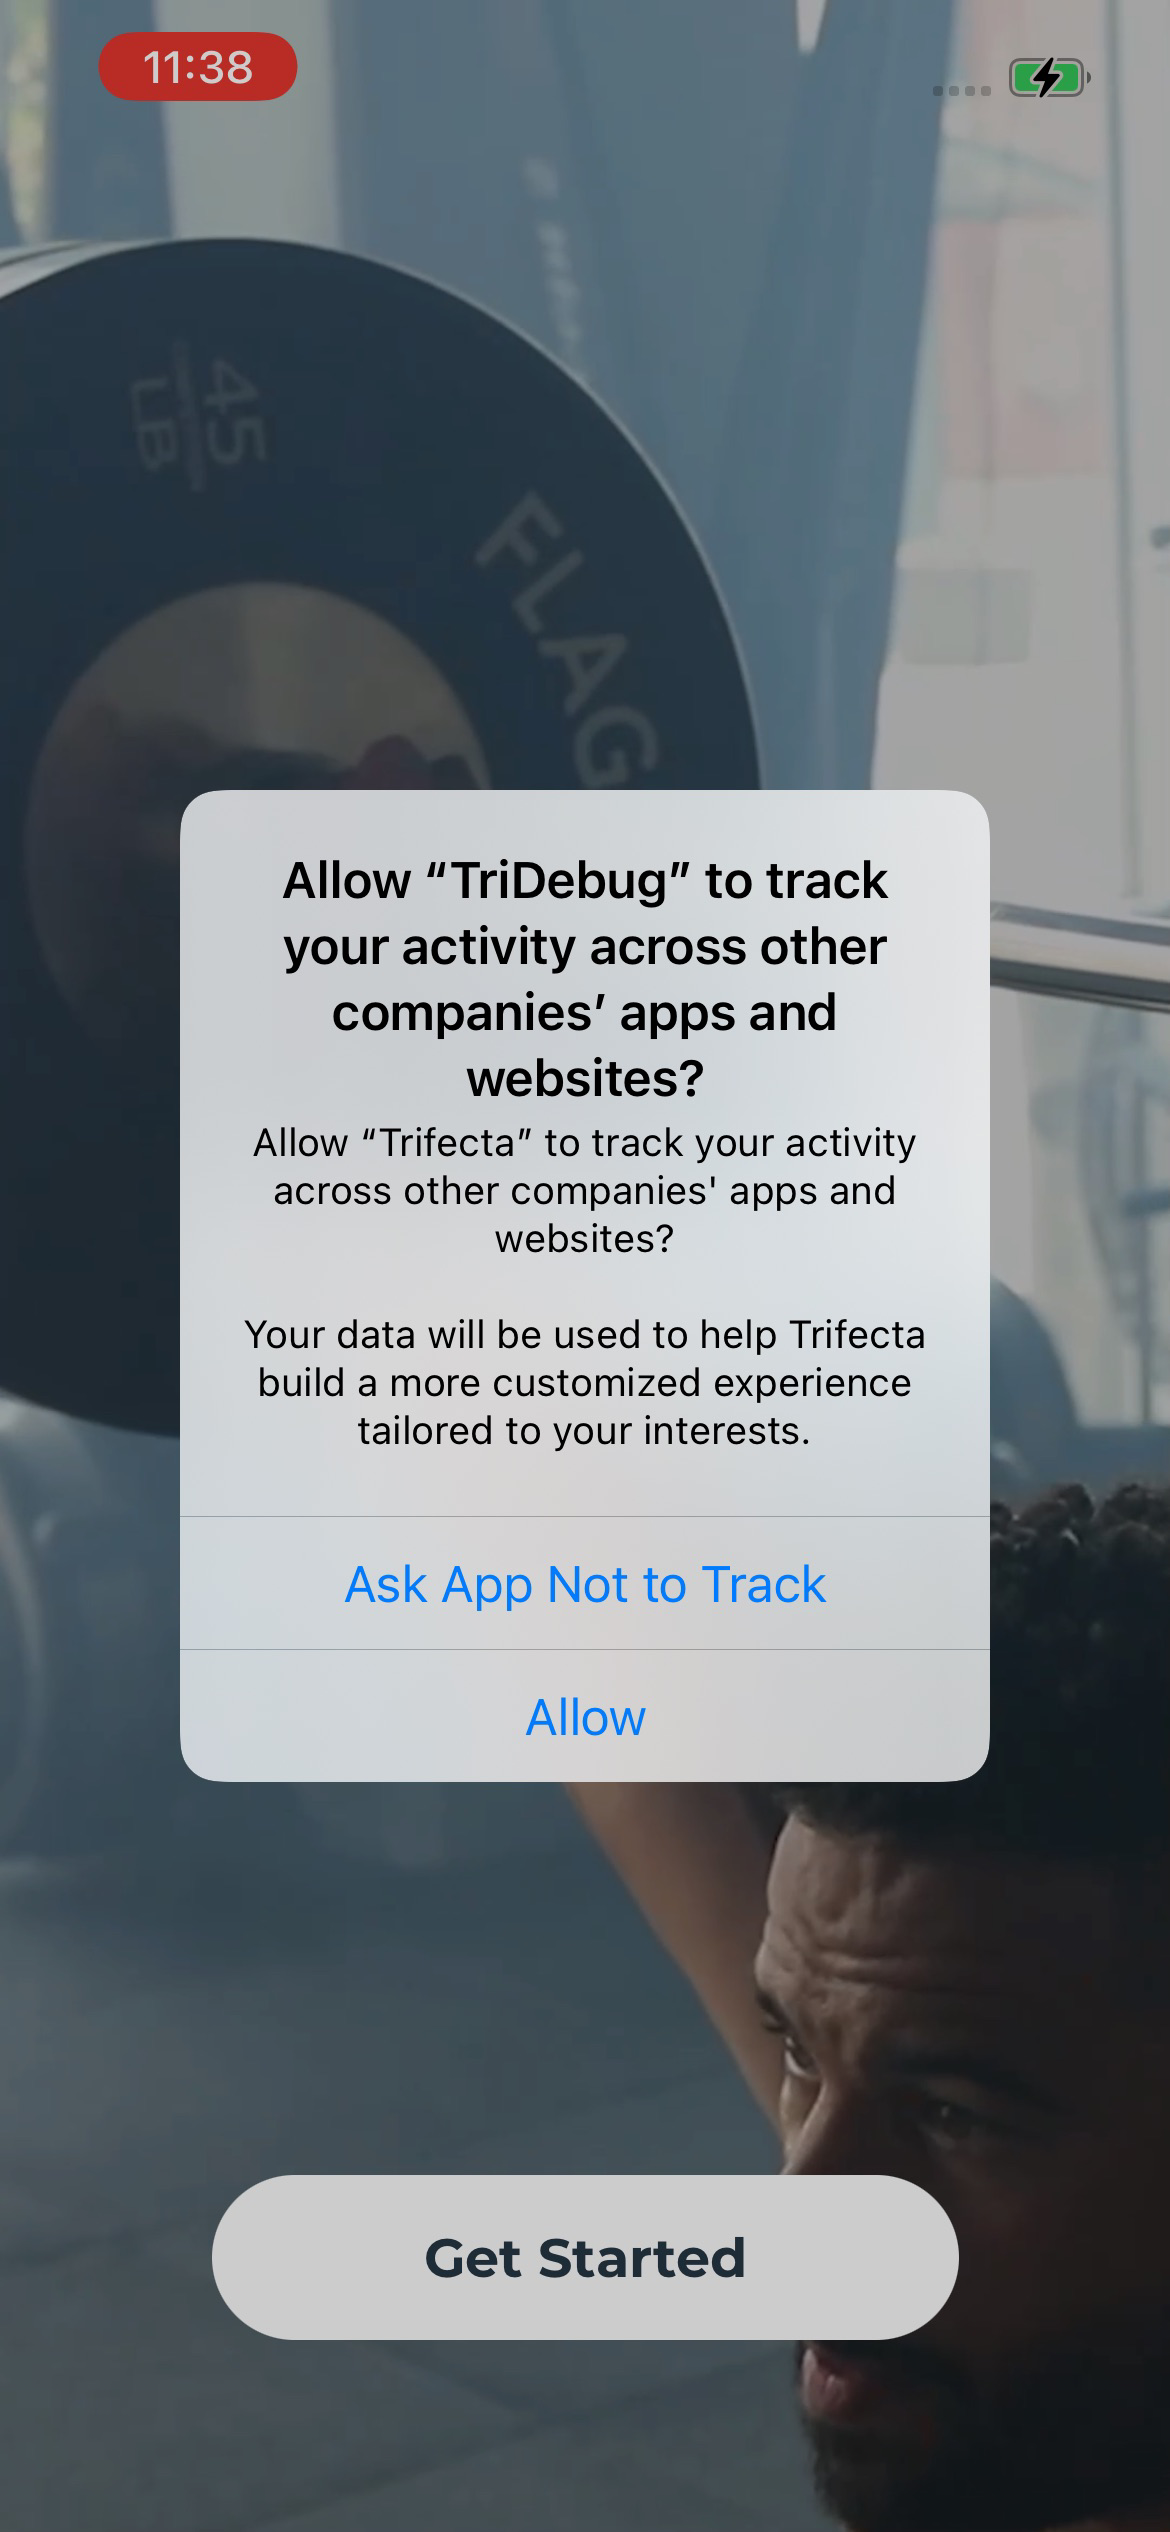 11:38
45
LB
FLAG
Allow “TriDebug” to track
your activity across other
companies’ apps and
websites?
Allow “Trifecta” to track your activity
across other companies' apps and
websites?
Your data will be used to help Trifecta
build a more customized experience
tailored to your interests.
Ask App Not to Track
Allow
Get Started